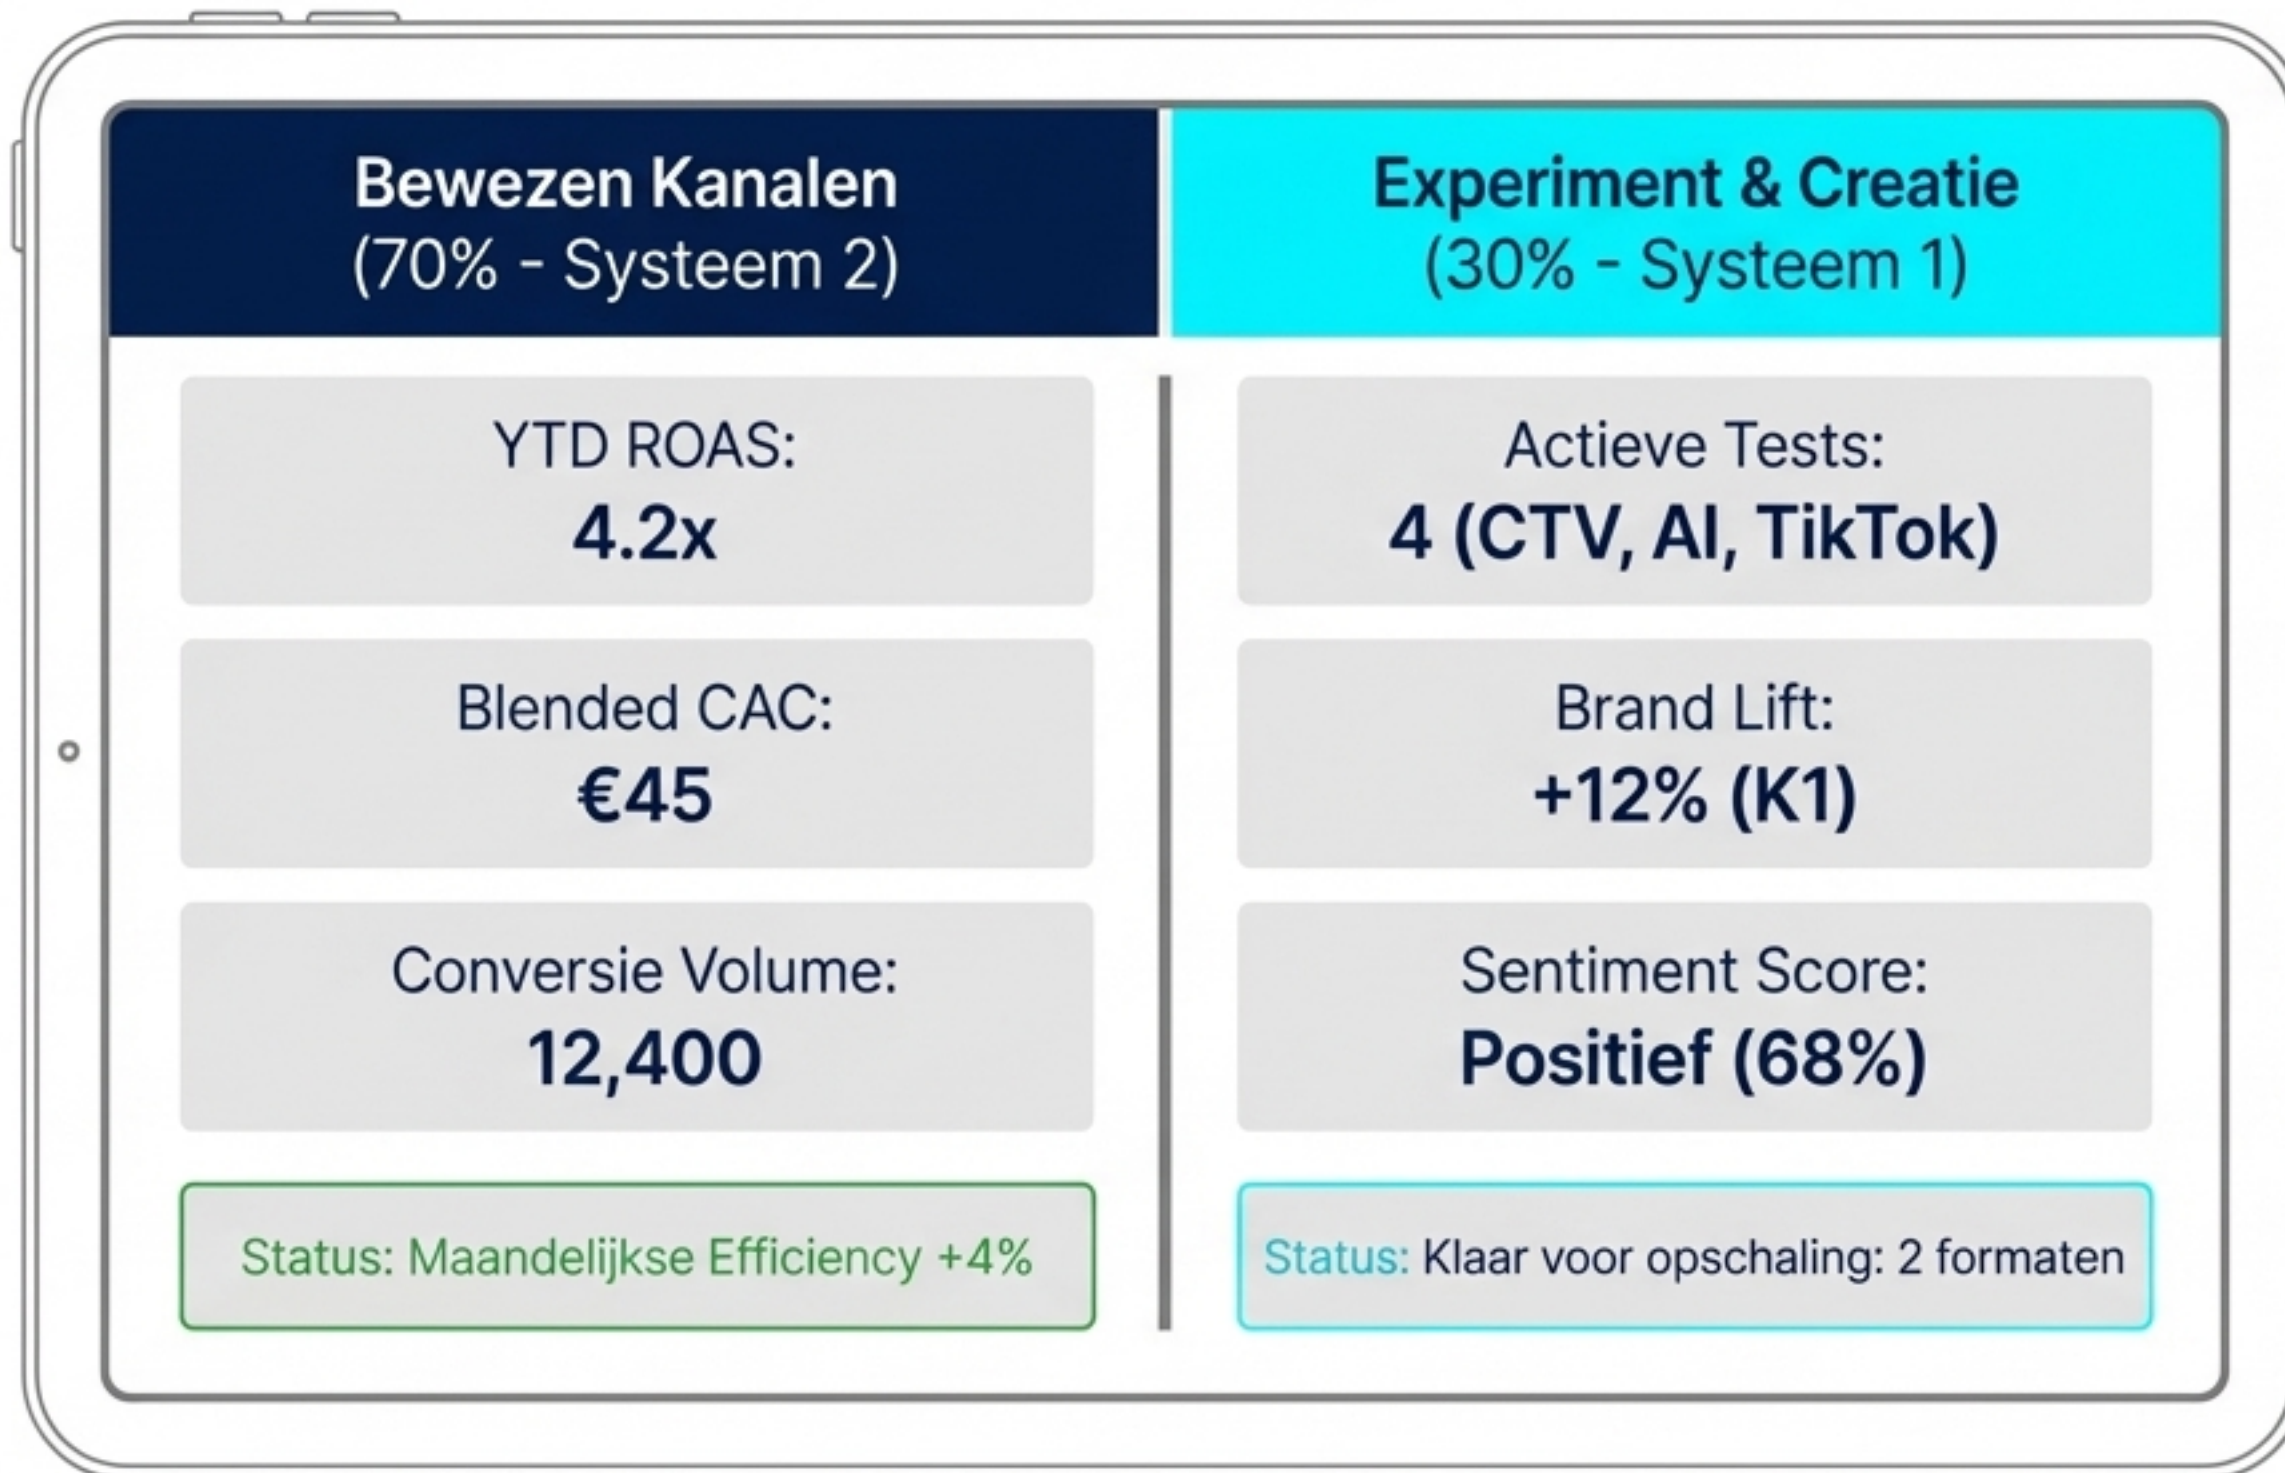 Bewezen Kanalen
(70% - Systeem 2)
YTD ROAS:
4.2x
Blended CAC:
€45
Conversie Volume:
12,400
Status: Maandelijkse Efficiency +4%
Experiment & Creatie
(30% - Systeem 1)
Actieve Tests:
4 (CTV, AI, TikTok)
Brand Lift:
+12% (K1)
Sentiment Score:
Positief (68%)
Status: Klaar voor opschaling: 2 formaten